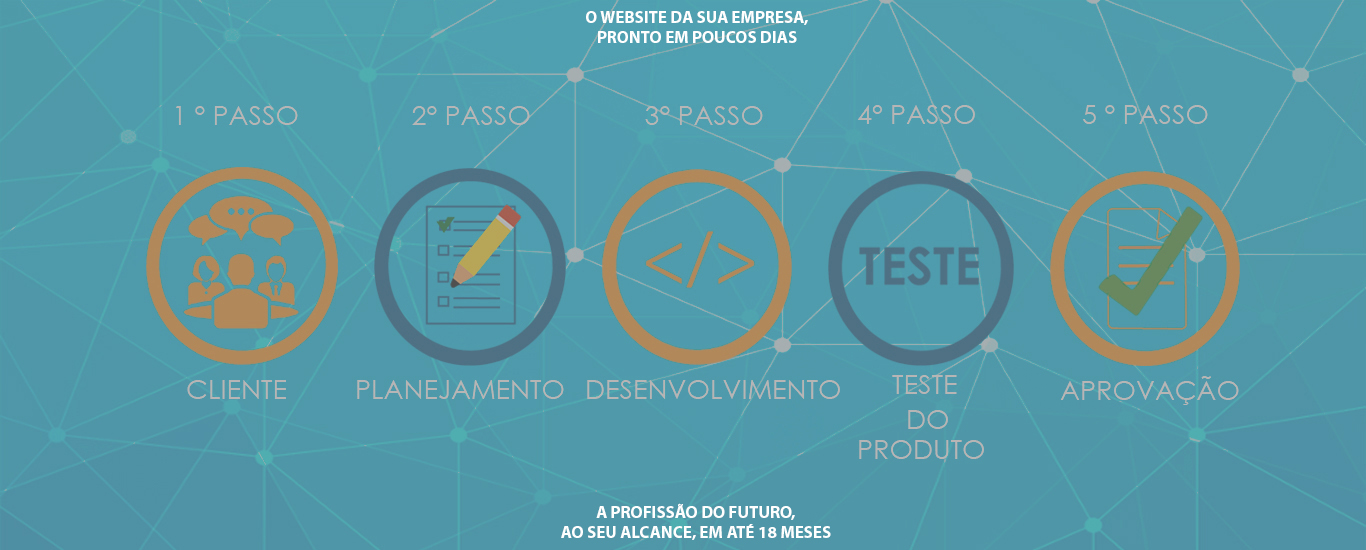 O WEBSITE DA SUA EMPRESA,
PRONTO EM POUCOS DIAS
1 º PASSO
2º PASSO
3º PASSO
4º PASSO
5 º PASSO
</>
TESTE
CLIENTE
PLANEJAMENTO
DESENVOLVIMENTO
TESTE
DO
PRODUTO
APROVAÇÃO
A PROFISSÃO DO FUTURO,
AO SEU ALCANCE, EM ATÉ 18 MESES